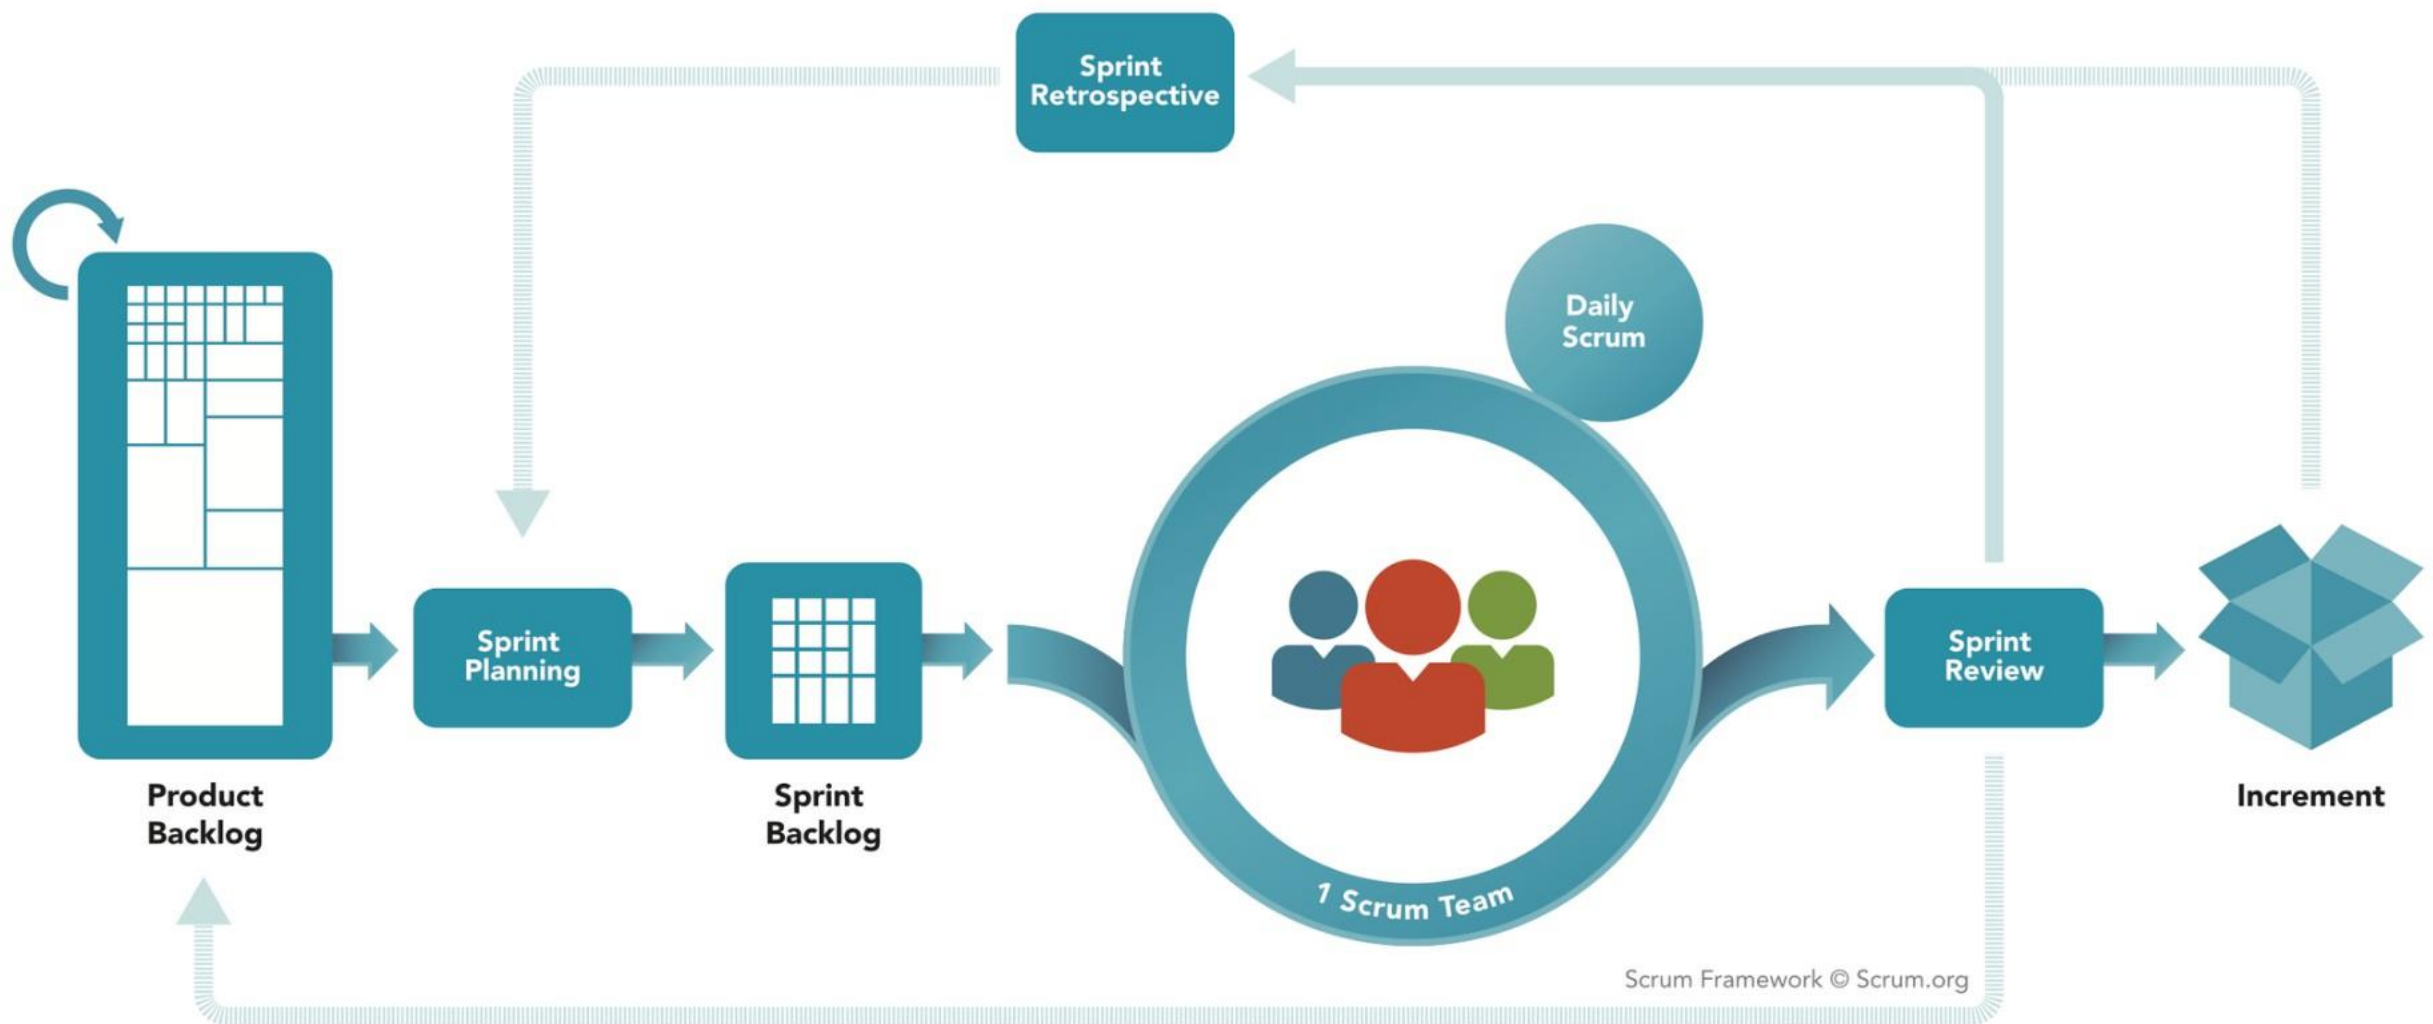 Sprint
Retrospective
Daily
Scrum
Sprint
Planning
Sprint
Review
Product
Backlog
Sprint
Backlog
Increment
1 Scrum Team
Scrum Framework © Scrum.org